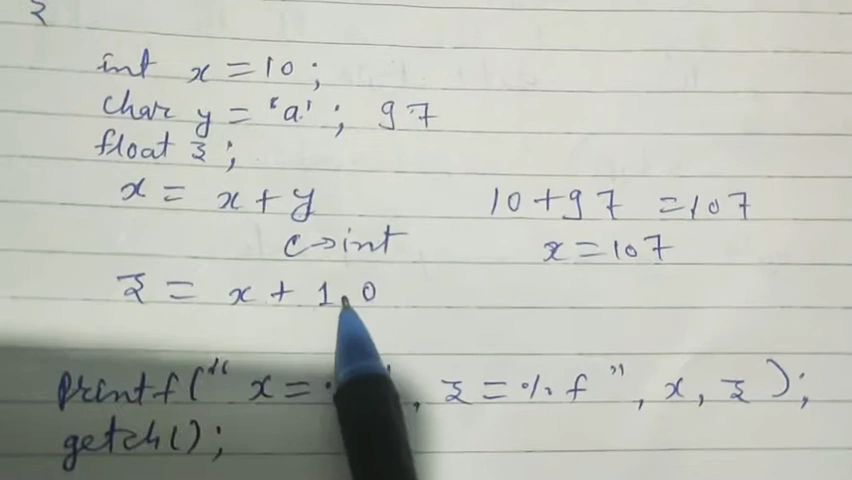 {
int x = 10 ;
char y = 'a' ; 97
float z ;
x = x + y 10 + 97 = 107
c → int x = 107
z = x + 1.0
printf ( " x = , z = % f " , x , z ) ;
getch ( ) ;